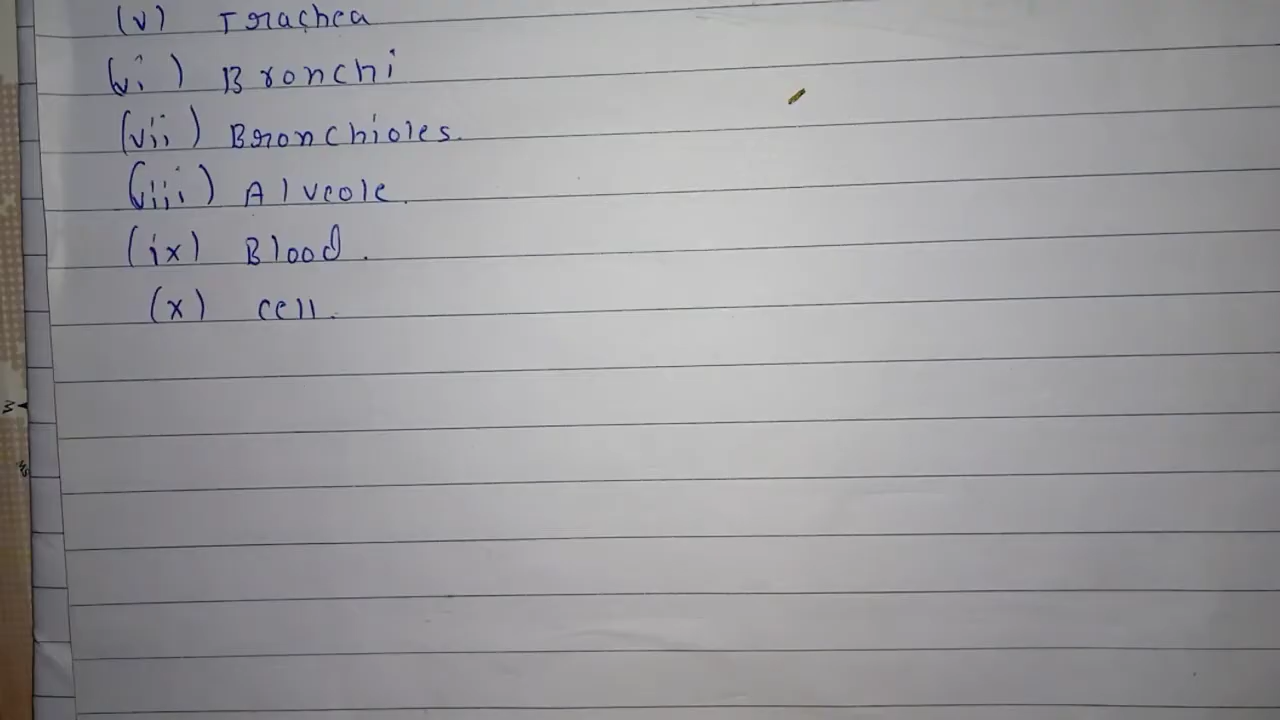 (v) Trachea
(vi) Bronchi
(vii) Bronchioles.
(viii) Alveole.
(ix) Blood.
(x) cell.